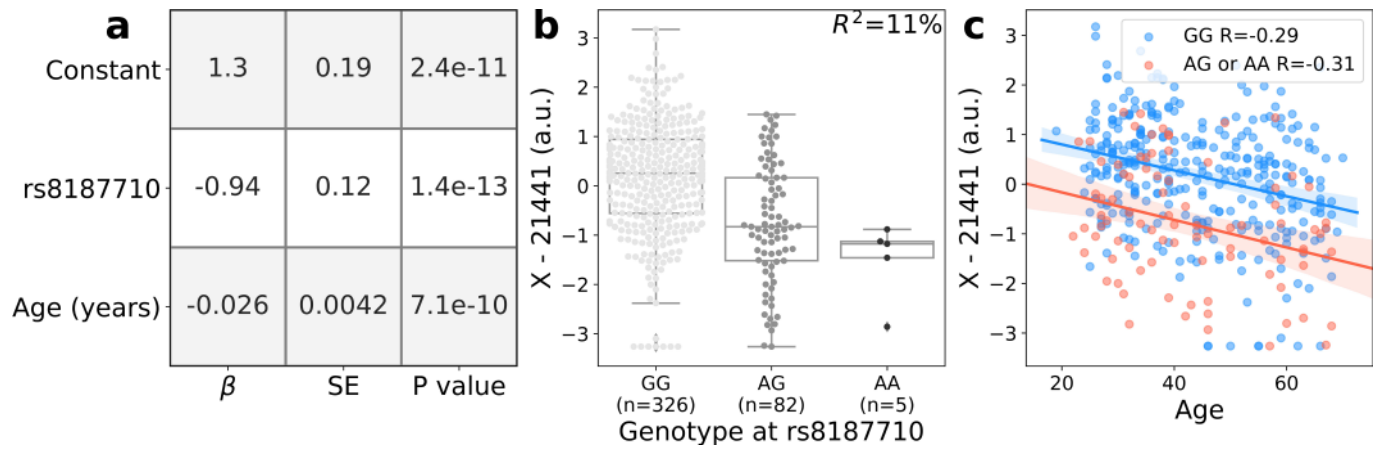 a
Constant 1.3 0.19 2.4e-11
rs8187710 -0.94 0.12 1.4e-13
Age (years) -0.026 0.0042 7.1e-10
β SE P value
b
R²=11%
X - 21441 (a.u.)
3
2
1
0
−1
−2
−3
GG AG AA
(n=326) (n=82) (n=5)
Genotype at rs8187710
c
GG R=-0.29
AG or AA R=-0.31
X - 21441 (a.u.)
3
2
1
0
−1
−2
−3
20 40 60
Age